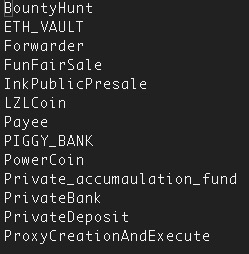 BountyHunt
ETH_VAULT
Forwarder
FunFairSale
InkPublicPresale
LZLCoin
Payee
PIGGY_BANK
PowerCoin
Private_accumaulation_fund
PrivateBank
PrivateDeposit
ProxyCreationAndExecute